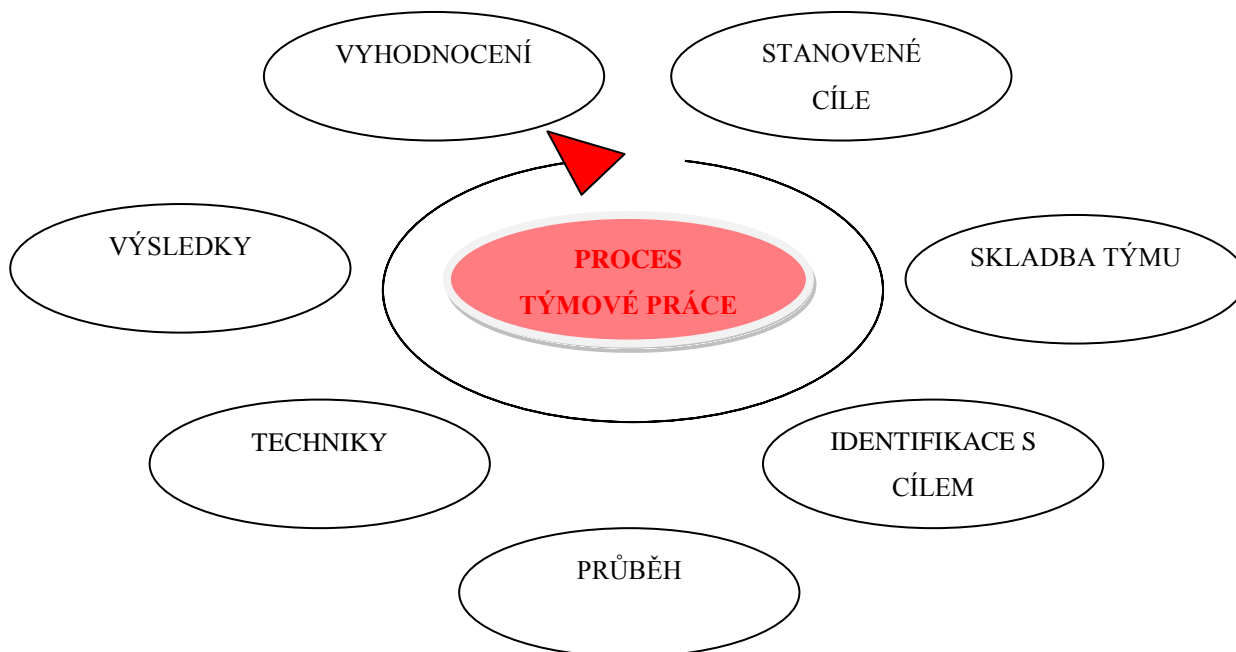 VYHODNOCENÍ
STANOVENÉ
CÍLE
VÝSLEDKY
PROCES
TÝMOVÉ PRÁCE
SKLADBA TÝMU
TECHNIKY
IDENTIFIKACE S
CÍLEM
PRŮBĚH